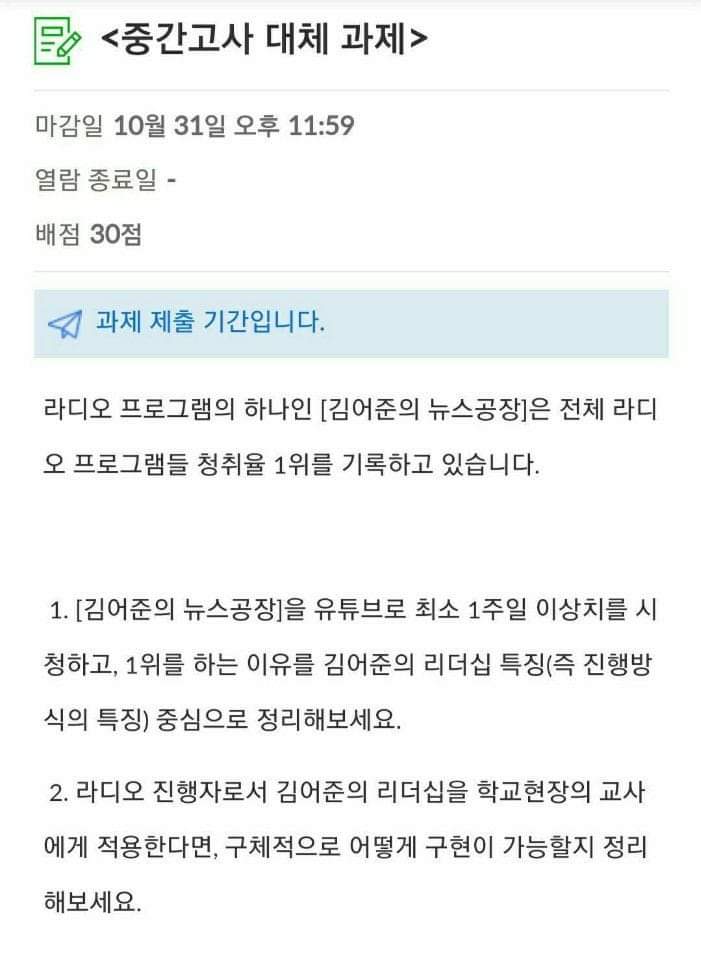 <중간고사 대체 과제>
마감일 10월 31일 오후 11:59
열람 종료일 -
배점 30점
과제 제출 기간입니다.
라디오 프로그램의 하나인 [김어준의 뉴스공장]은 전체 라디
오 프로그램들 청취율 1위를 기록하고 있습니다.
1. [김어준의 뉴스공장]을 유튜브로 최소 1주일 이상치를 시
청하고, 1위를 하는 이유를 김어준의 리더십 특징(즉 진행방
식의 특징) 중심으로 정리해보세요.
2. 라디오 진행자로서 김어준의 리더십을 학교현장의 교사
에게 적용한다면, 구체적으로 어떻게 구현이 가능할지 정리
해보세요.